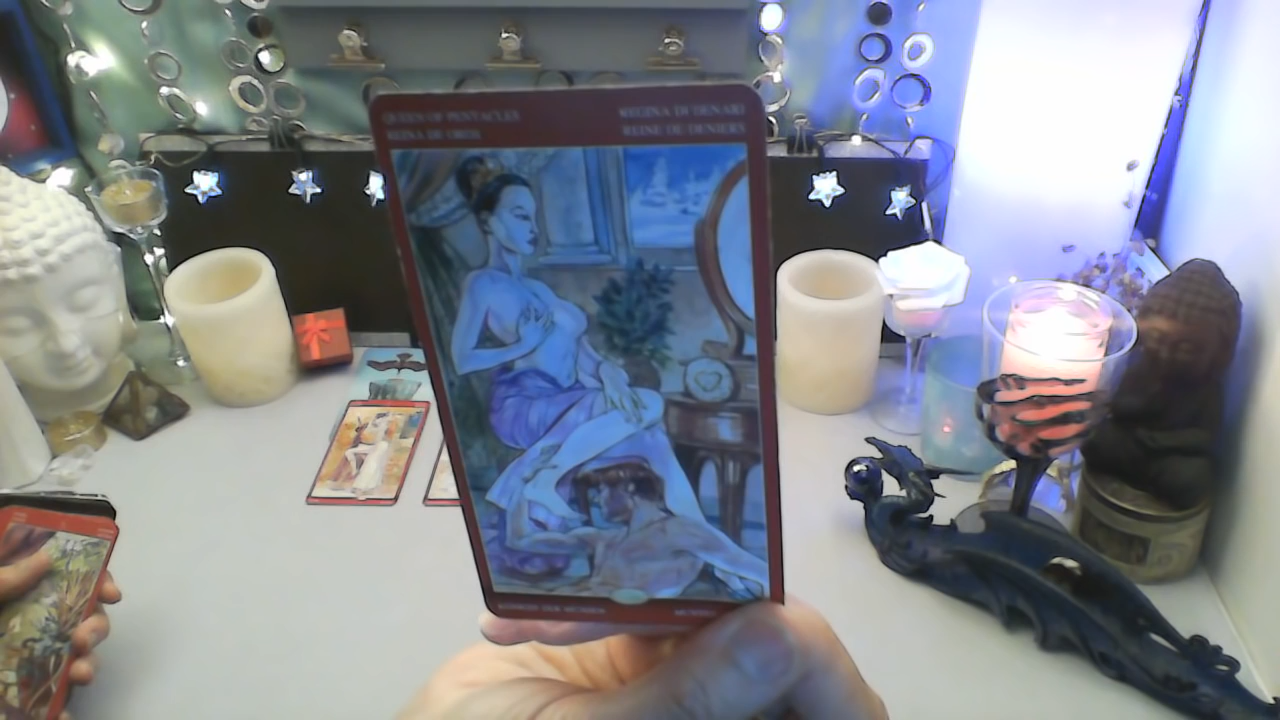 QUEEN OF PENTACLES
REINA DE OROS
REGINA DI DENARI
REINE DE DENIERS